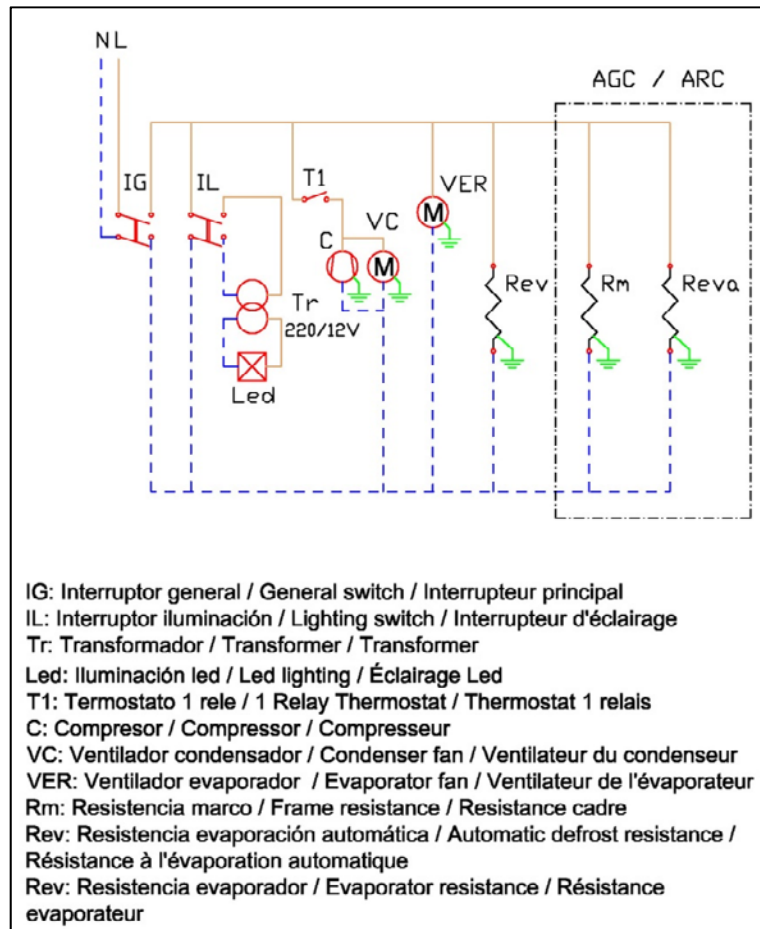 N L
AGC / ARC
IG
IL
T1
VER
M
VC
C
M
Rev
Rm
Reva
Tr
220/12V
Led
IG: Interruptor general / General switch / Interrupteur principal
IL: Interruptor iluminación / Lighting switch / Interrupteur d'éclairage
Tr: Transformador / Transformer / Transformer
Led: Iluminación led / Led lighting / Éclairage Led
T1: Termostato 1 rele / 1 Relay Thermostat / Thermostat 1 relais
C: Compresor / Compressor / Compresseur
VC: Ventilador condensador / Condenser fan / Ventilateur du condenseur
VER: Ventilador evaporador / Evaporator fan / Ventilateur de l'évaporateur
Rm: Resistencia marco / Frame resistance / Resistance cadre
Rev: Resistencia evaporación automática / Automatic defrost resistance /
Résistance à l'évaporation automatique
Rev: Resistencia evaporador / Evaporator resistance / Résistance
evaporateur